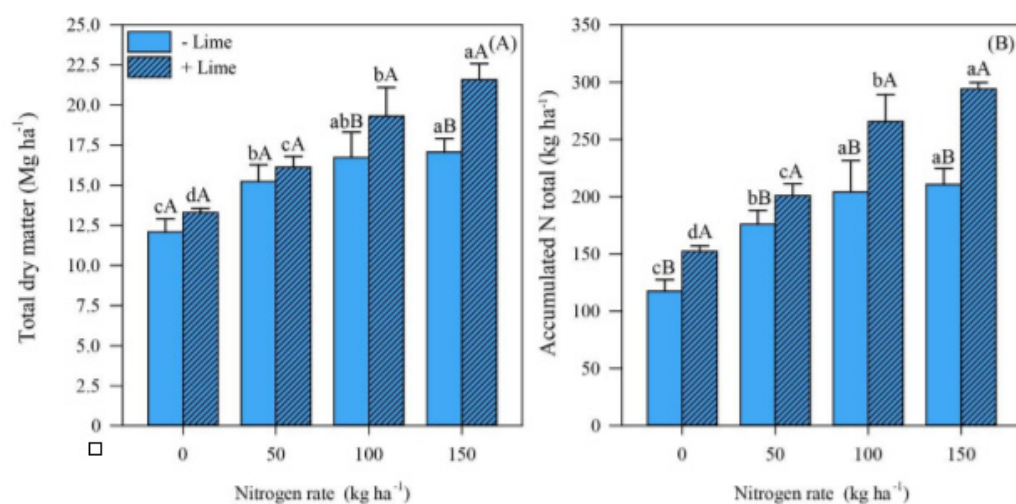 25.0
22.5
20.0
17.5
15.0
12.5
10.0
7.5
5.0
2.5
0
Total dry matter (Mg ha⁻¹)
- Lime
+ Lime
(A)
cA
dA
bA
cA
abB
bA
aB
aA
0
50
100
150
Nitrogen rate (kg ha⁻¹)
350
300
250
200
150
100
50
0
Accumulated N total (kg ha⁻¹)
(B)
cB
dA
bB
cA
aB
bA
aB
aA
0
50
100
150
Nitrogen rate (kg ha⁻¹)